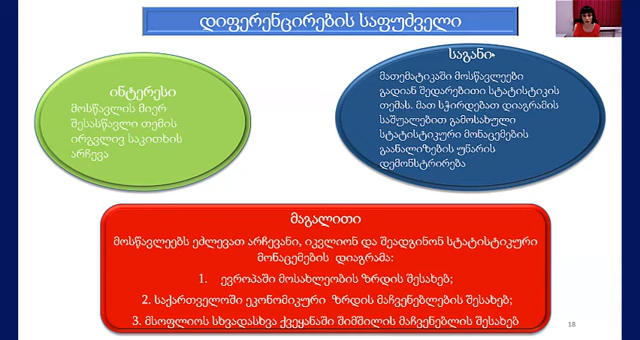 დიფერენცირების საფუძველი
ინტერესი
მოსწავლის მიერ
შესასწავლი თემის
ირგვლივ საკითხის
არჩევა
საგანი
მათემატიკაში მოსწავლეები
გადიან შედარებითი სტატისტიკის
თემას. მათ სჭირდებათ დიაგრამის
საშუალებით გამოსახული
სტატისტიკური მონაცემების
გაანალიზების უნარის
დემონსტრირება
მაგალითი
მოსწავლეებს ეძლევათ არჩევანი, იკვლიონ და შეადგინონ სტატისტიკური
მონაცემების დიაგრამა:
1. ევროპაში მოსახლეობის ზრდის შესახებ;
2. საქართველოში ეკონომიკური ზრდის მაჩვენებლების შესახებ;
3. მსოფლიოს სხვადასხვა ქვეყანაში შიმშილის მაჩვენებლის შესახებ
18